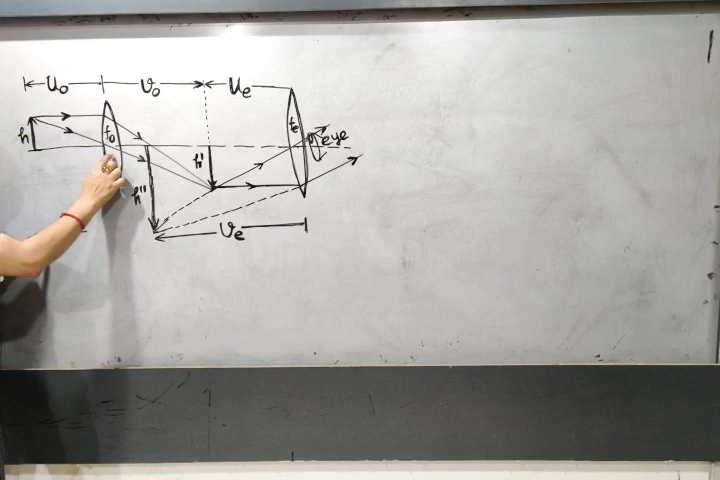 u₀ v₀ uₑ
h f₀ fₑ eye
h' h''
vₑ